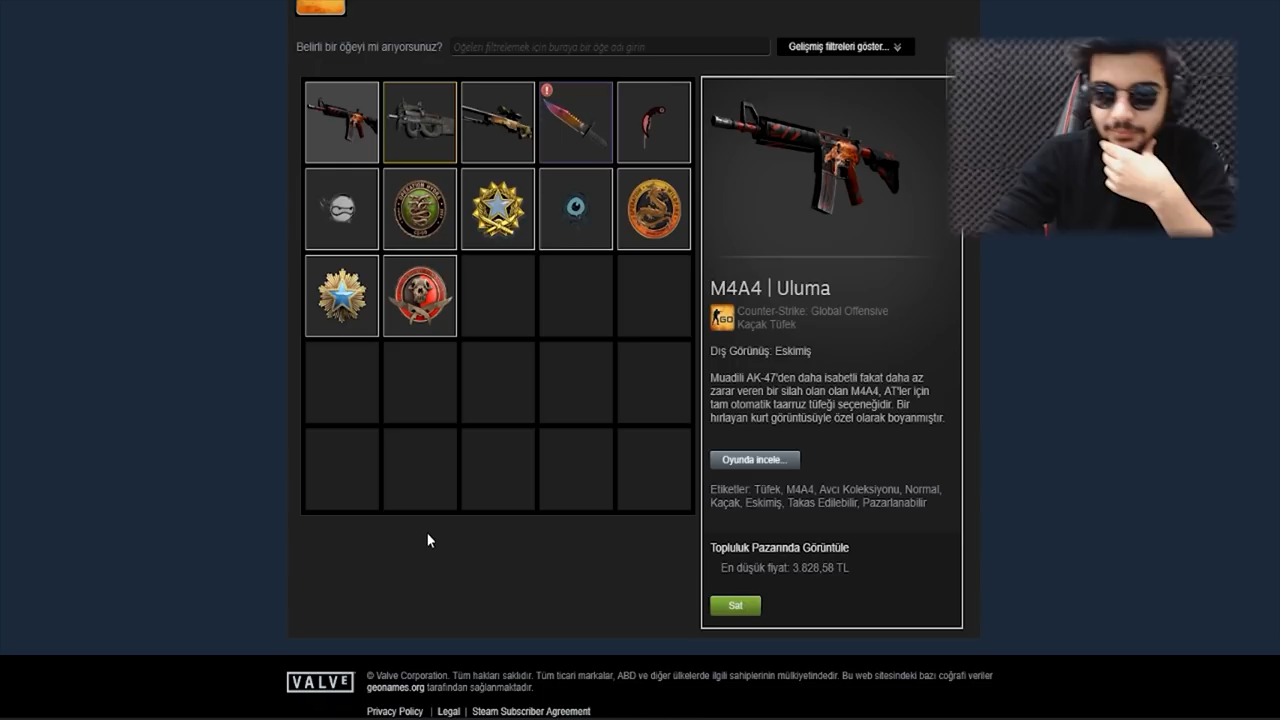 Belirli bir öğeyi mi arıyorsunuz?
Öğeleri filtrelemek için buraya bir öğe adı girin
Gelişmiş filtreleri göster...
M4A4 | Uluma
GO
Counter-Strike: Global Offensive
Kaçak Tüfek
Dış Görünüş: Eskimiş
Muadili AK-47'den daha isabetli fakat daha az
zarar veren bir silah olan olan M4A4, AT'ler için
tam otomatik taarruz tüfeği seçeneğidir. Bir
hırlayan kurt görüntüsüyle özel olarak boyanmıştır.
Oyunda incele...
Etiketler: Tüfek, M4A4, Avcı Koleksiyonu, Normal,
Kaçak, Eskimiş, Takas Edilebilir, Pazarlanabilir
Topluluk Pazarında Görüntüle
En düşük fiyat: 3.828,58 TL
Sat
VALVE
© Valve Corporation. Tüm hakları saklıdır. Tüm ticari markalar, ABD ve diğer ülkelerde ilgili sahiplerinin mülkiyetindedir. Bu web sitesindeki bazı coğrafi veriler
geonames.org tarafından sağlanmaktadır.
Privacy Policy | Legal | Steam Subscriber Agreement